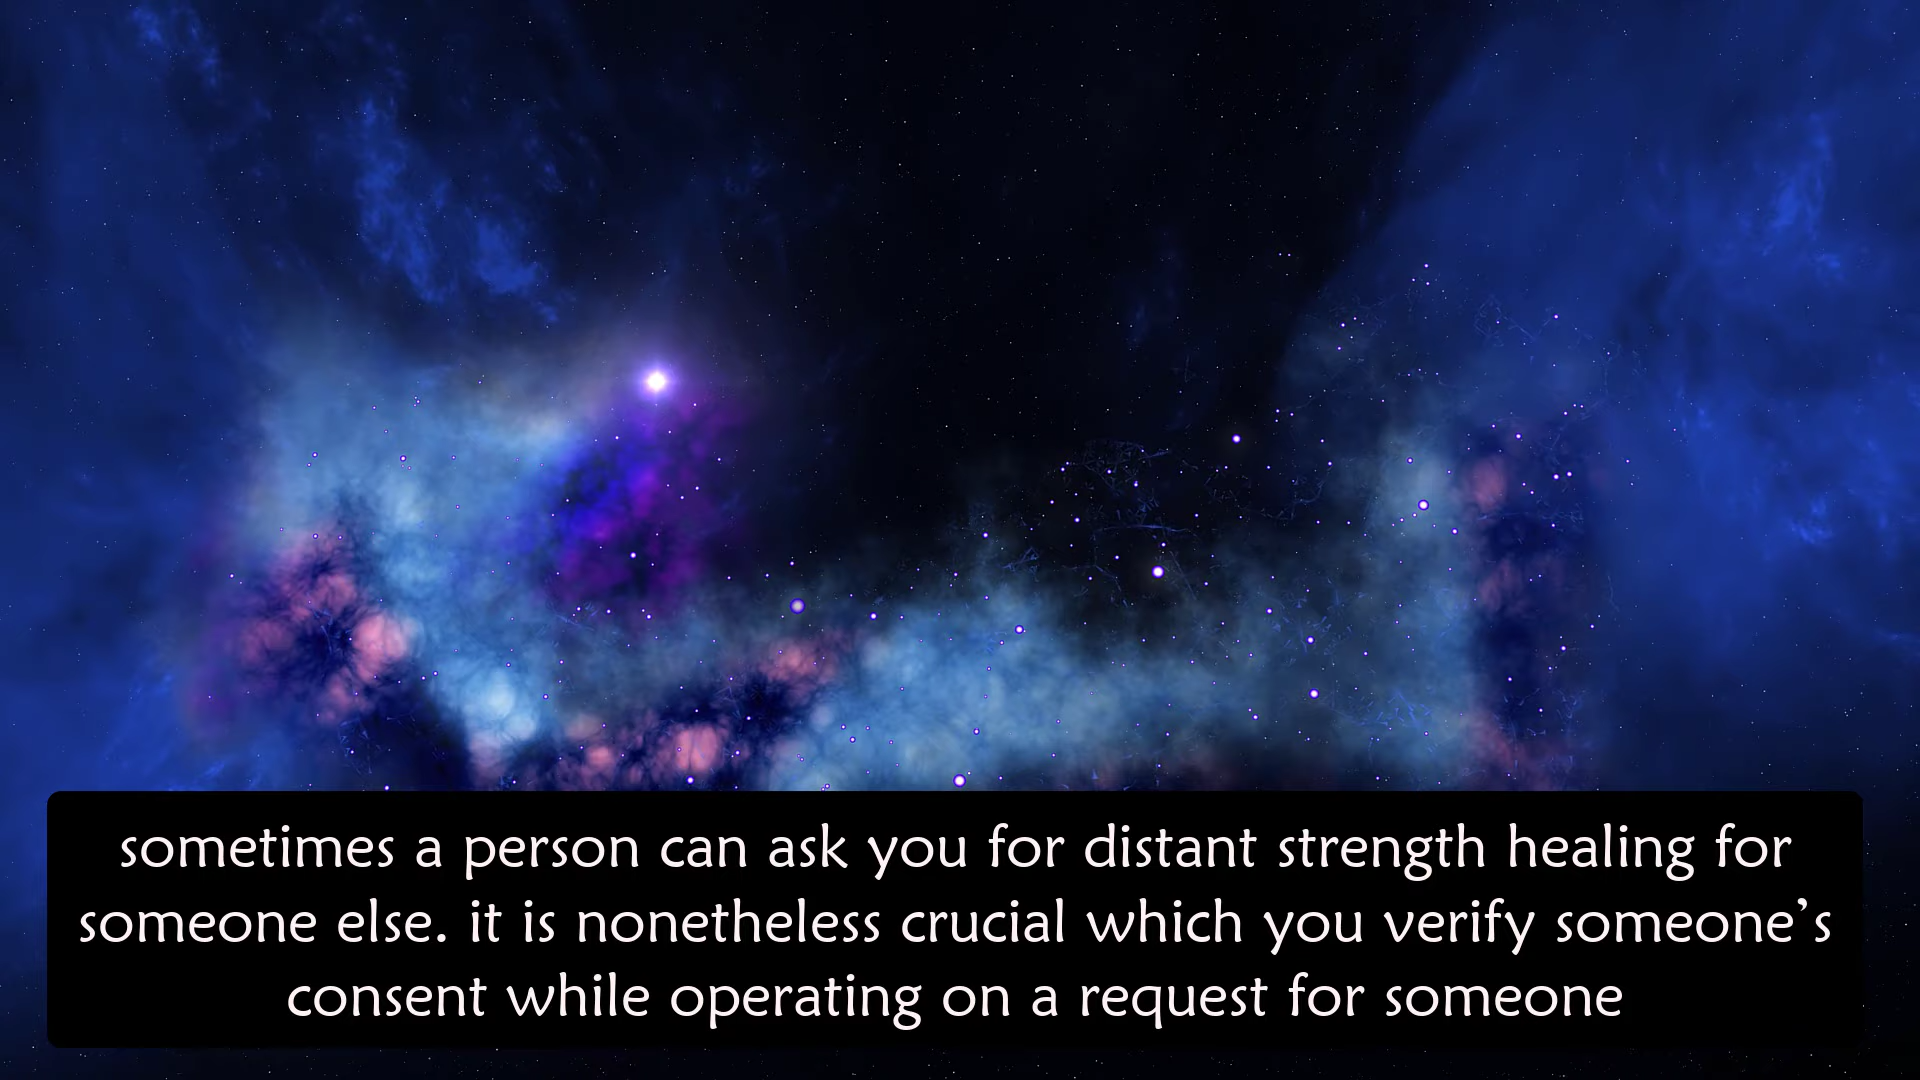 sometimes a person can ask you for distant strength healing for
someone else. it is nonetheless crucial which you verify someone’s
consent while operating on a request for someone